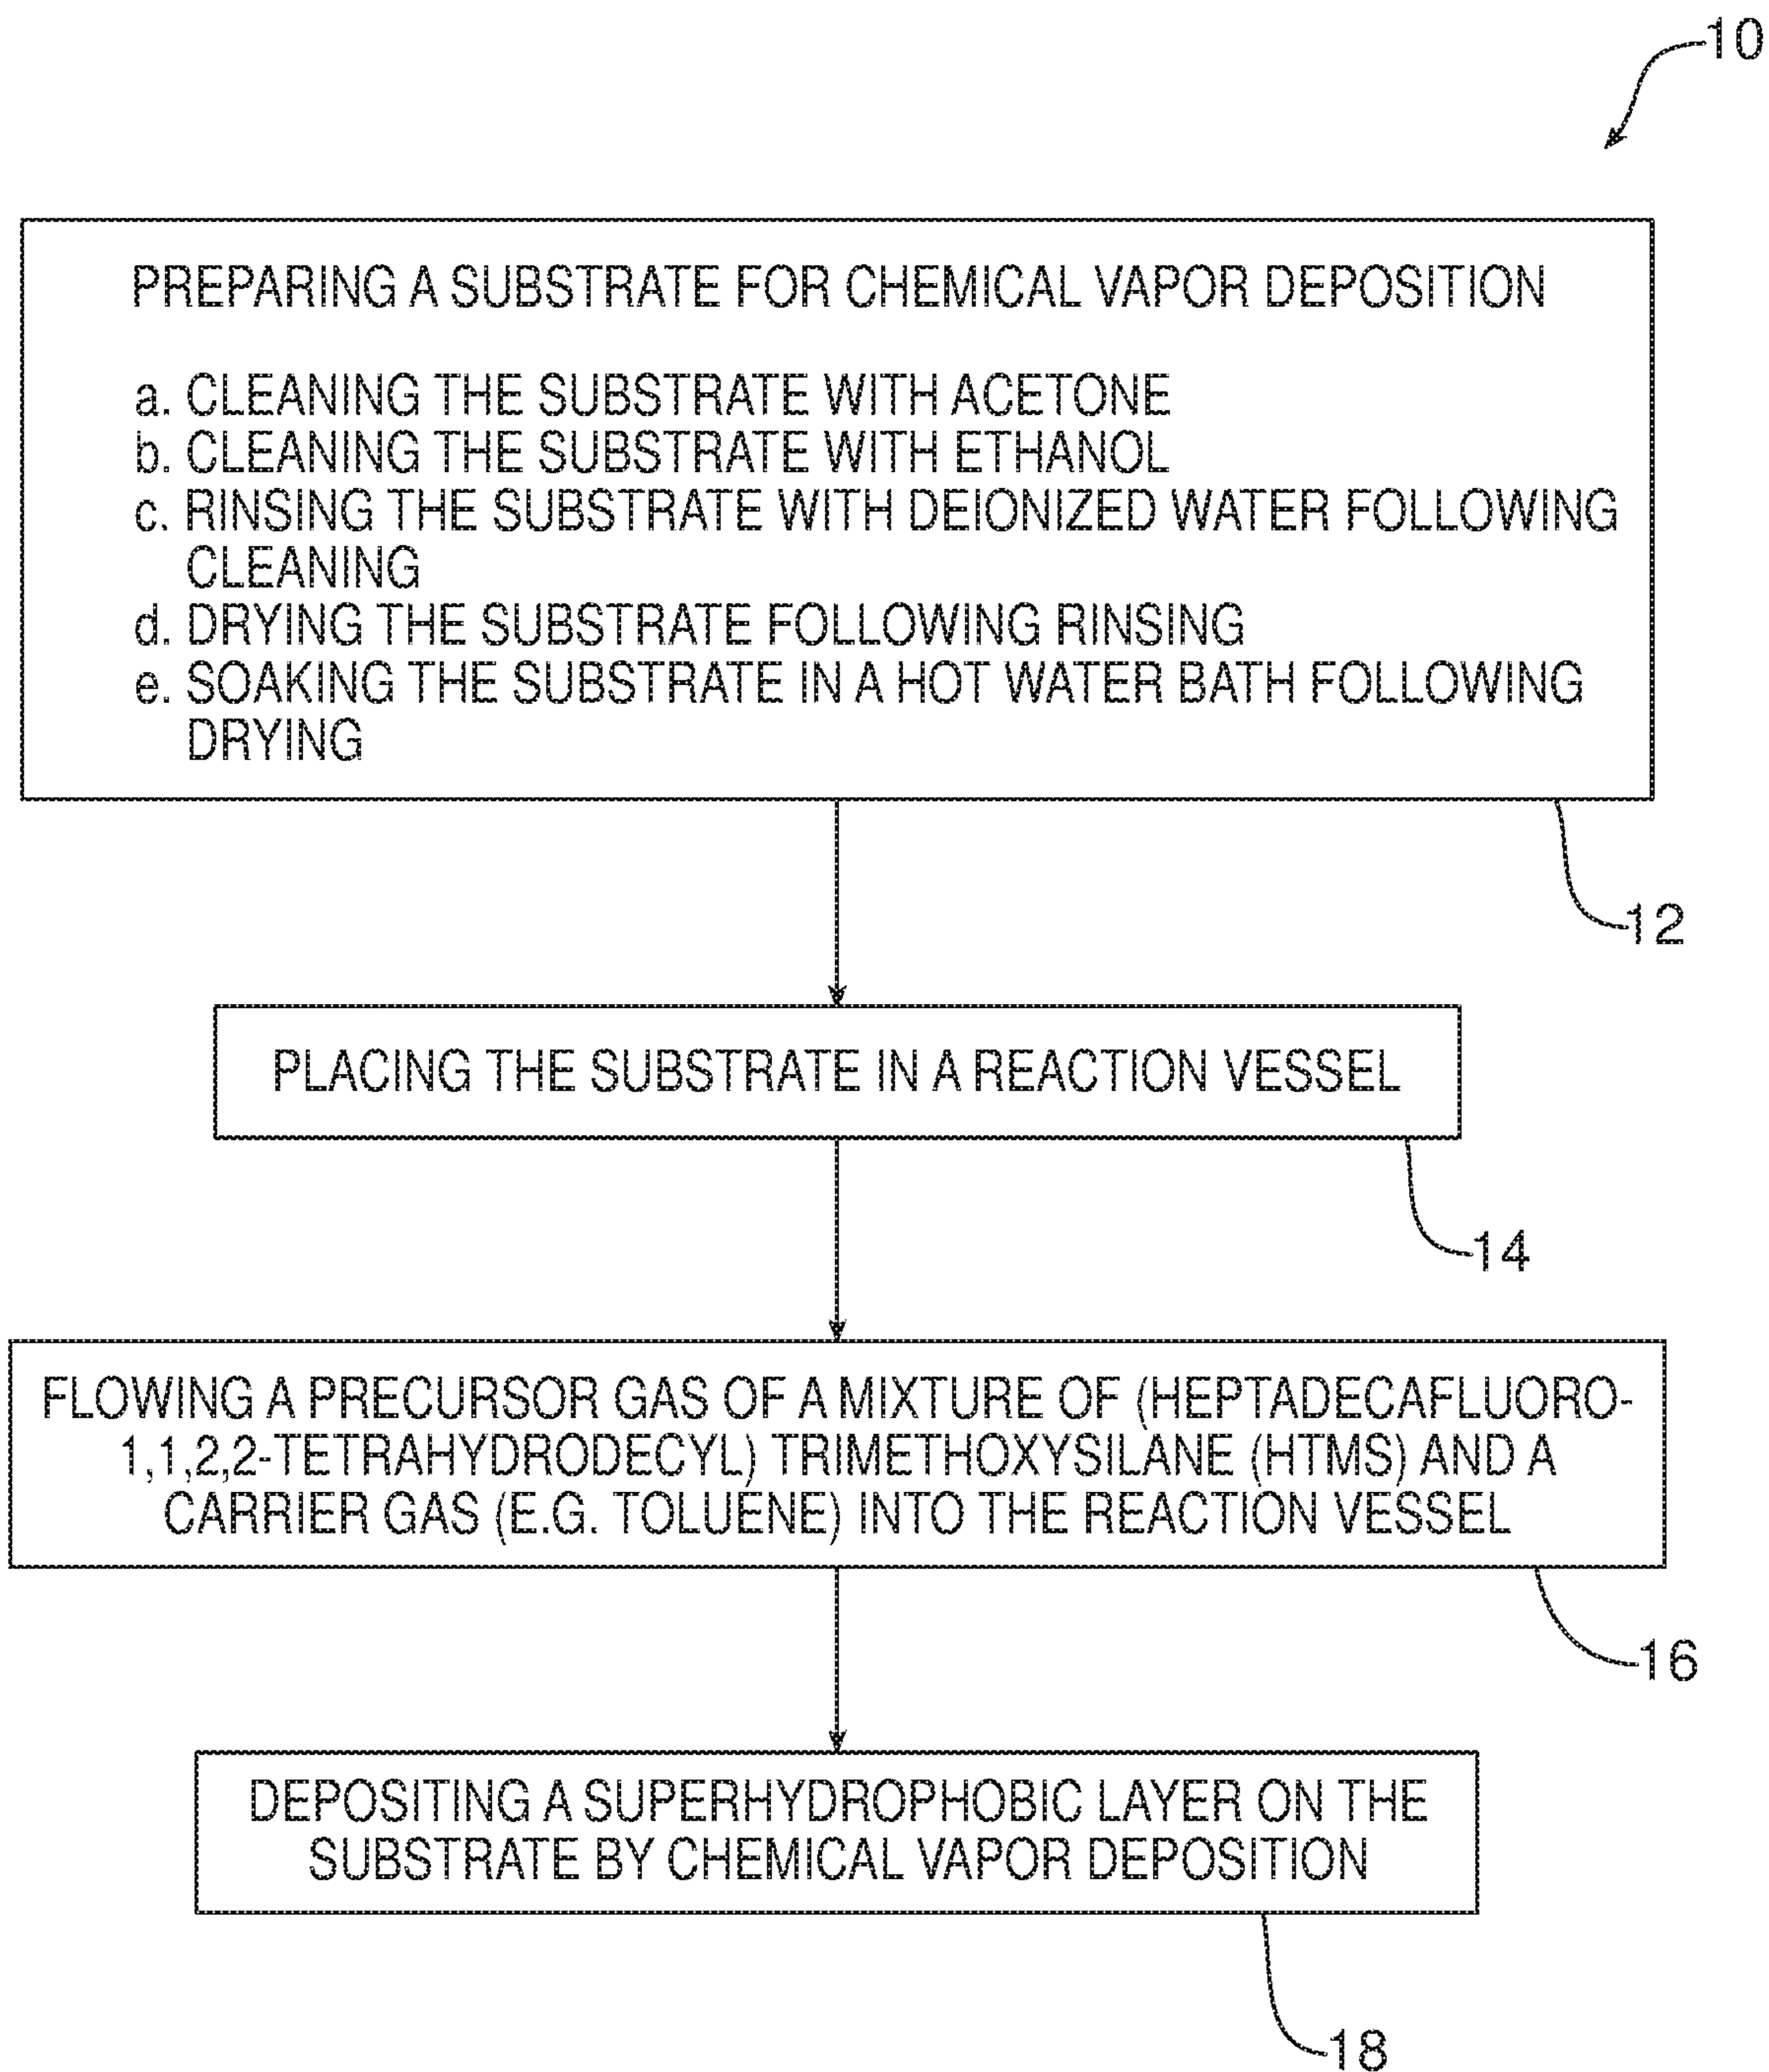 10
PREPARING A SUBSTRATE FOR CHEMICAL VAPOR DEPOSITION
a. CLEANING THE SUBSTRATE WITH ACETONE
b. CLEANING THE SUBSTRATE WITH ETHANOL
c. RINSING THE SUBSTRATE WITH DEIONIZED WATER FOLLOWING
CLEANING
d. DRYING THE SUBSTRATE FOLLOWING RINSING
e. SOAKING THE SUBSTRATE IN A HOT WATER BATH FOLLOWING
DRYING
12
PLACING THE SUBSTRATE IN A REACTION VESSEL
14
FLOWING A PRECURSOR GAS OF A MIXTURE OF (HEPTADECAFLUORO-
1,1,2,2-TETRAHYDRODECYL) TRIMETHOXYSILANE (HTMS) AND A
CARRIER GAS (E.G. TOLUENE) INTO THE REACTION VESSEL
16
DEPOSITING A SUPERHYDROPHOBIC LAYER ON THE
SUBSTRATE BY CHEMICAL VAPOR DEPOSITION
18